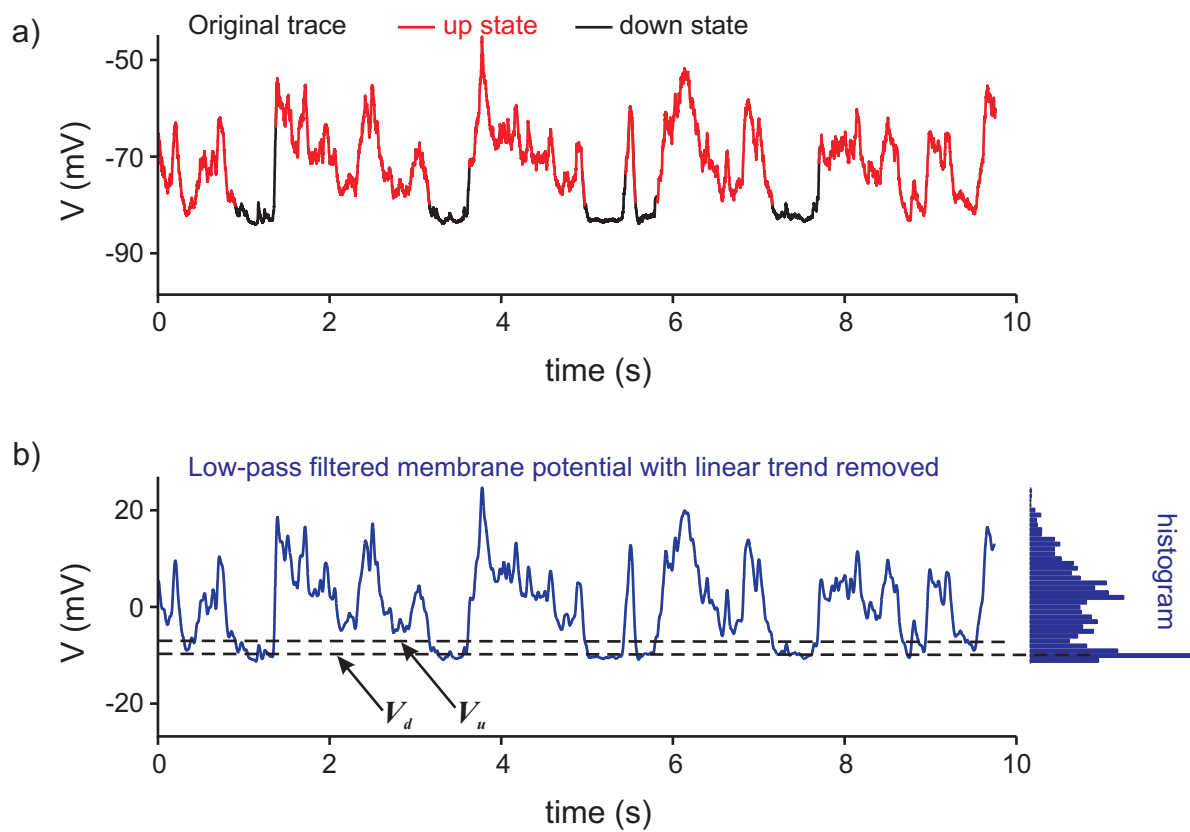 a)
Original trace
up state
down state
V (mV)
-50
-70
-90
0 2 4 6 8 10
time (s)
b)
Low-pass filtered membrane potential with linear trend removed
V (mV)
20
0
-20
V_d
V_u
histogram
0 2 4 6 8 10
time (s)